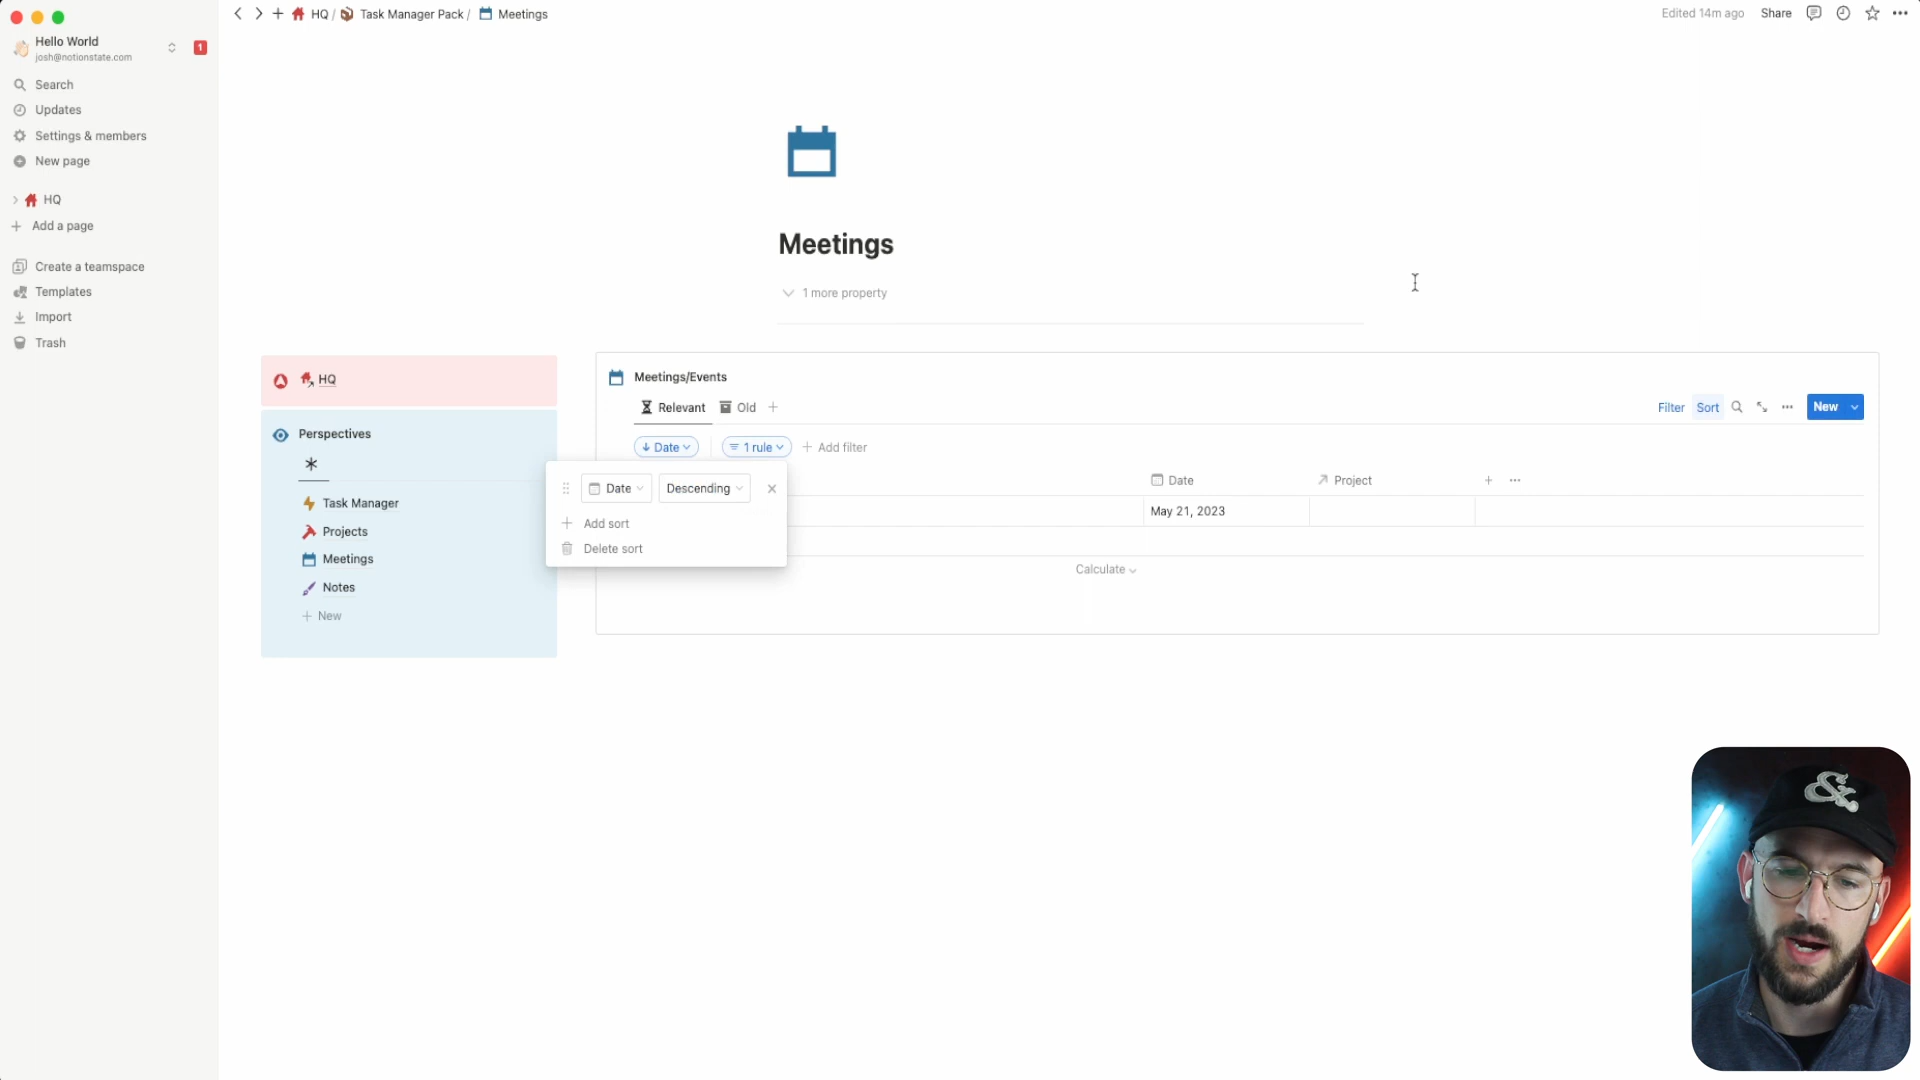 HQ / Task Manager Pack / Meetings
Edited 14m ago Share
Hello World
josh@notionstate.com
1
Search
Updates
Settings & members
New page
HQ
Add a page
Create a teamspace
Templates
Import
Trash
Meetings
1 more property
HQ
Perspectives
Task Manager
Projects
Meetings
Notes
New
Meetings/Events
Relevant Old
Filter Sort New
Date 1 rule Add filter
Date Descending
Add sort
Delete sort
Date Project
May 21, 2023
Calculate
&